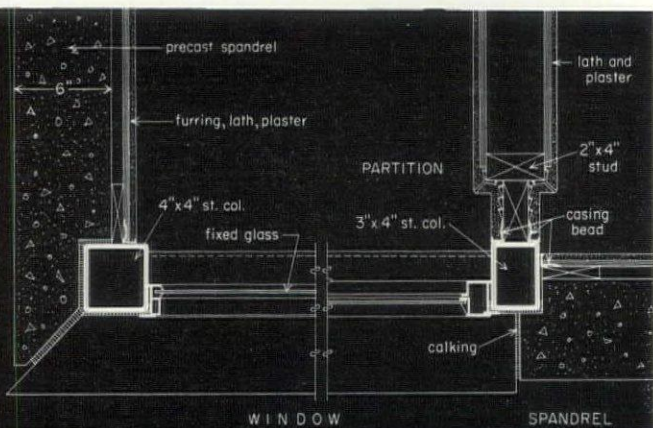 precast spandrel
6"
furring, lath, plaster
4"x4" st. col.
fixed glass
PARTITION
3"x4" st. col.
lath and
plaster
2"x4"
stud
casing
bead
calking
WINDOW
SPANDREL